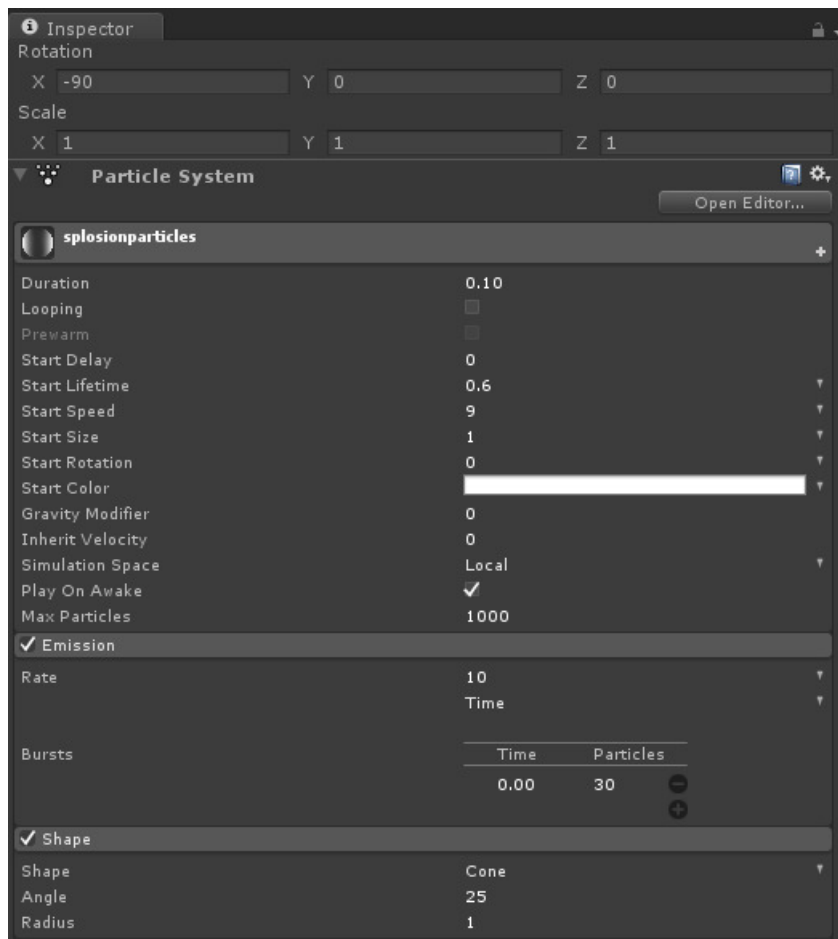 Inspector
Rotation
X -90 Y 0 Z 0
Scale
X 1 Y 1 Z 1
Particle System
Open Editor...
splosionparticles
Duration 0.10
Looping
Prewarm
Start Delay 0
Start Lifetime 0.6
Start Speed 9
Start Size 1
Start Rotation 0
Start Color
Gravity Modifier 0
Inherit Velocity 0
Simulation Space Local
Play On Awake
Max Particles 1000
Emission
Rate 10
Time
Bursts Time Particles
0.00 30
Shape
Shape Cone
Angle 25
Radius 1